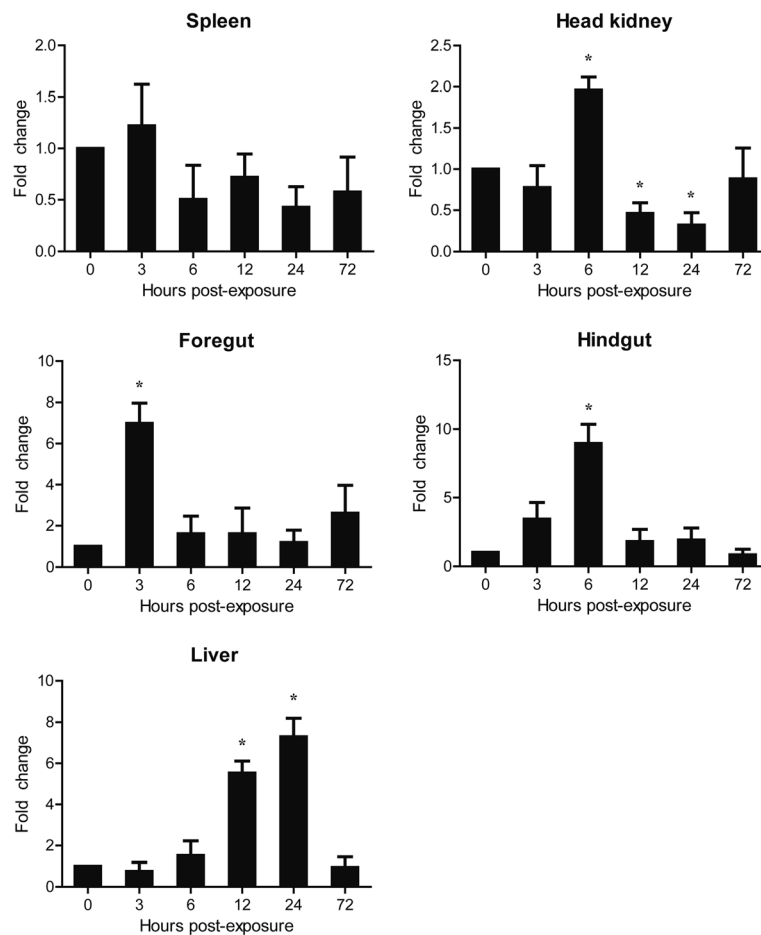 Spleen
Fold change
2.0
1.5
1.0
0.5
0.0
0 3 6 12 24 72
Hours post-exposure
Head kidney
Fold change
2.5
2.0
1.5
1.0
0.5
0.0
*
* *
0 3 6 12 24 72
Hours post-exposure
Foregut
Fold change
10
8
6
4
2
0
*
0 3 6 12 24 72
Hours post-exposure
Hindgut
Fold change
15
10
5
0
*
0 3 6 12 24 72
Hours post-exposure
Liver
Fold change
10
8
6
4
2
0
*
*
0 3 6 12 24 72
Hours post-exposure